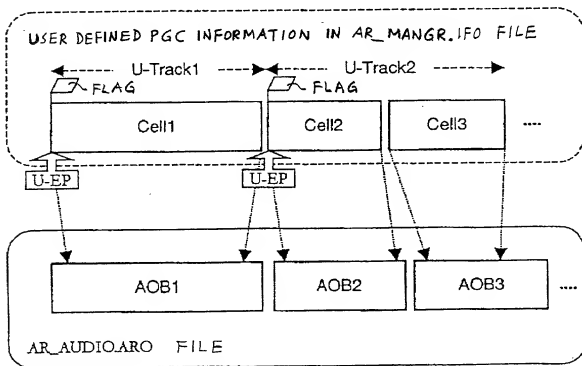 USER DEFINED PGC INFORMATION IN AR_MANGR.IFO FILE
U-Track1 U-Track2
FLAG FLAG
Cell1 Cell2 Cell3 ....
U-EP U-EP
AOB1 AOB2 AOB3 ....
AR_AUDIO.ARO FILE